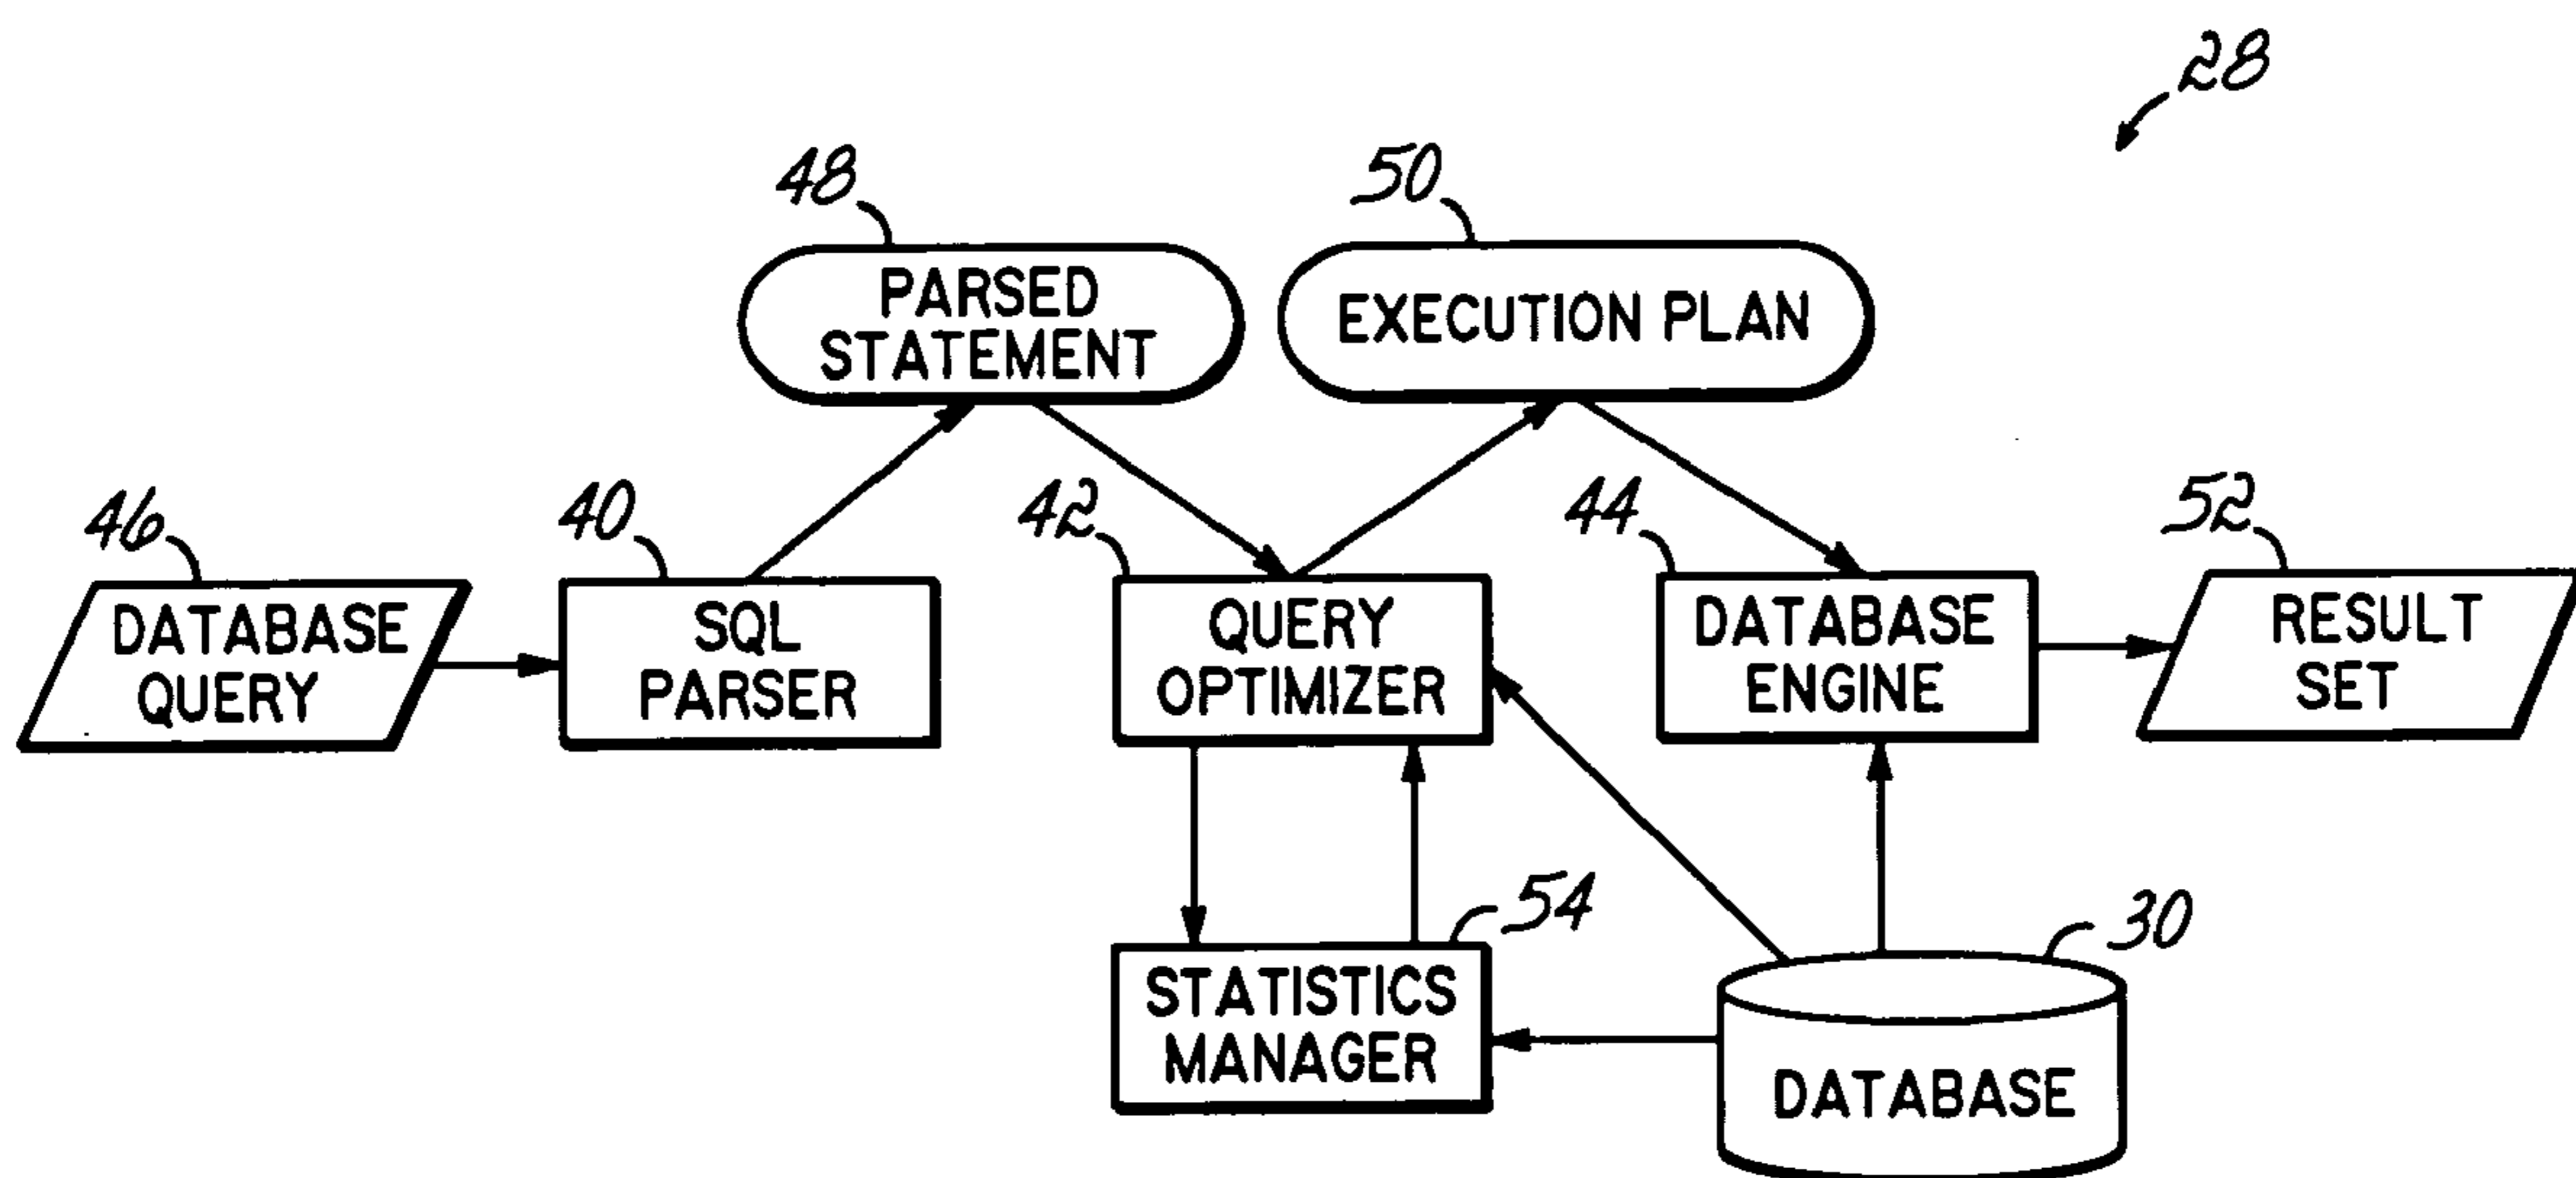 28
48
50
PARSED
STATEMENT
EXECUTION PLAN
46
40
42
44
52
DATABASE
QUERY
SQL
PARSER
QUERY
OPTIMIZER
DATABASE
ENGINE
RESULT
SET
54
30
STATISTICS
MANAGER
DATABASE